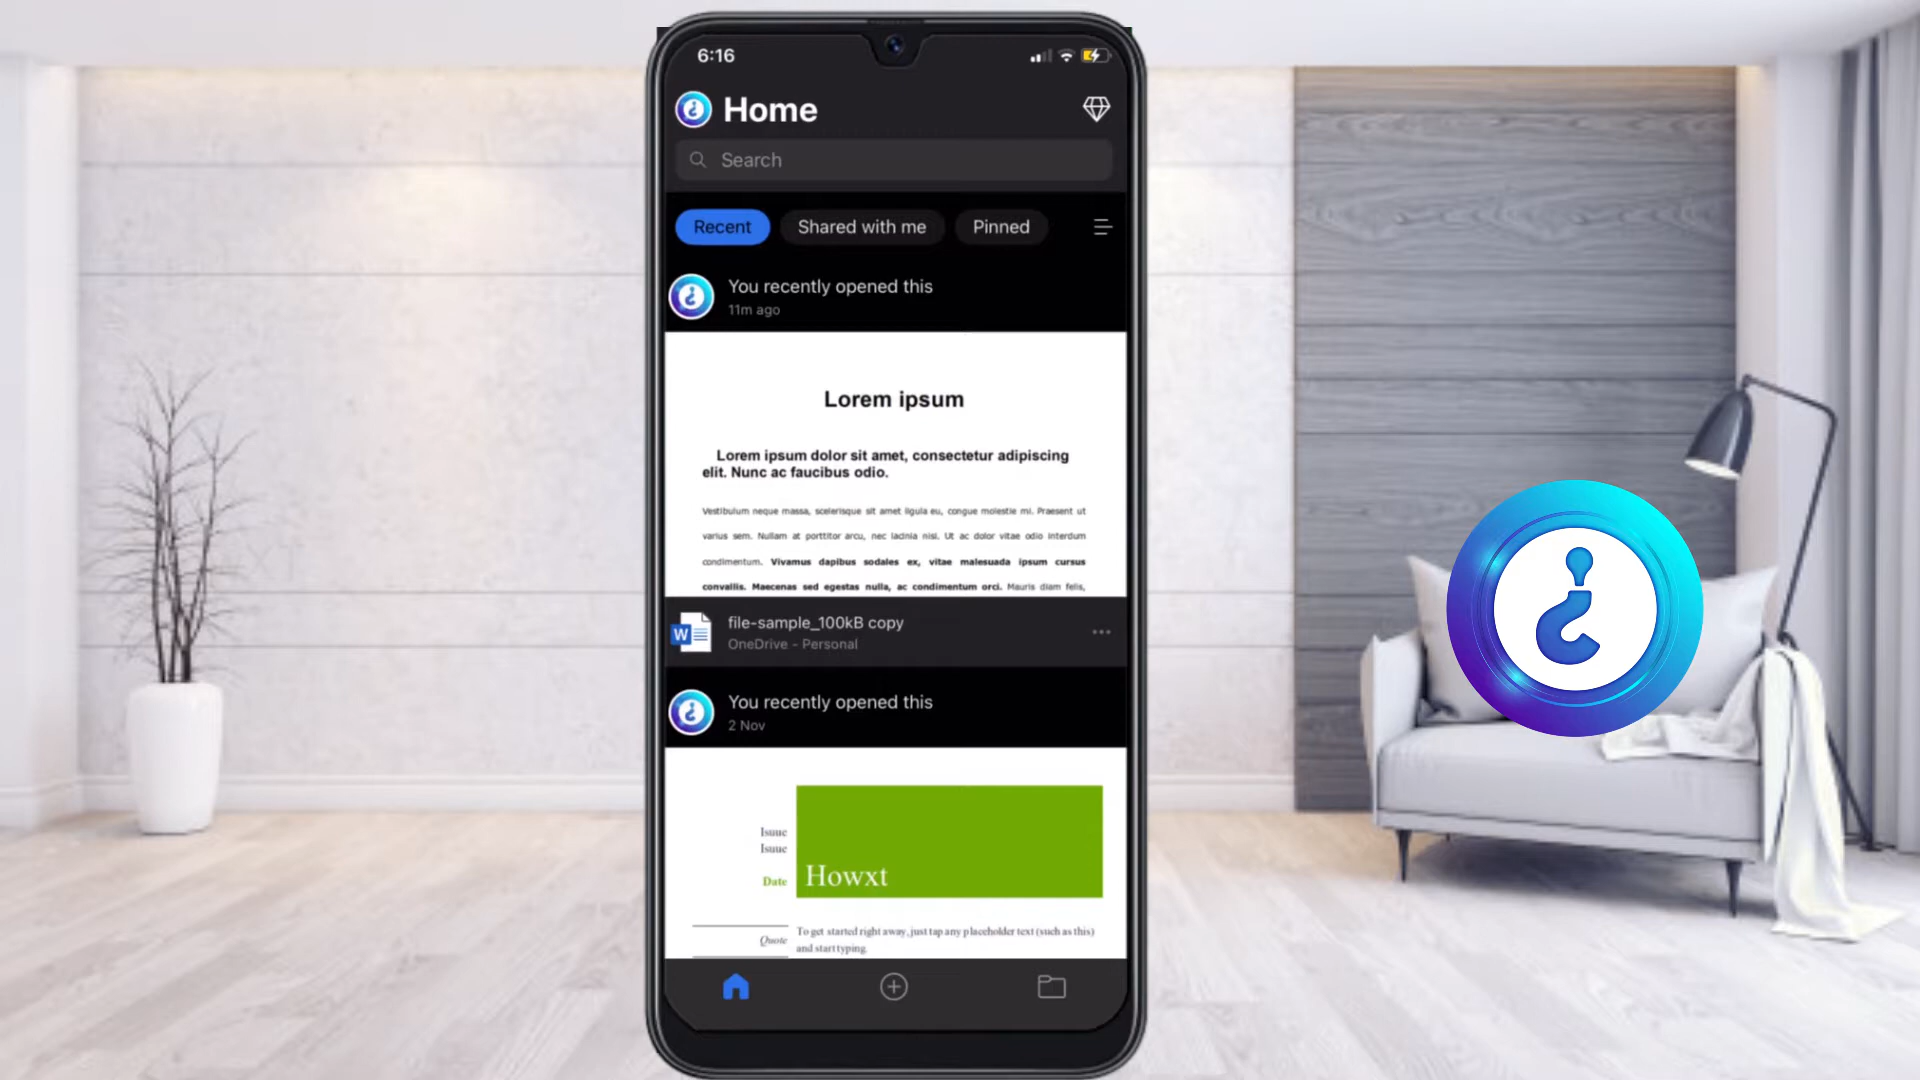 6:16
Home
Search
Recent Shared with me Pinned
You recently opened this
11m ago
Lorem ipsum
Lorem ipsum dolor sit amet, consectetur adipiscing
elit. Nunc ac faucibus odio.
Vestibulum neque massa, scelerisque sit amet ligula eu, congue molestie mi. Praesent ut
varius sem. Nullam at porttitor arcu, nec lacinia nisi. Ut ac dolor vitae odio interdum
condimentum. Vivamus dapibus sodales ex, vitae malesuada ipsum cursus
convallis. Maecenas sed egestas nulla, ac condimentum orci. Mauris diam felis,
W
file-sample_100kB copy
OneDrive - Personal
You recently opened this
2 Nov
Isuue
Isuue
Date
Howxt
Quote
To get started right away, just tap any placeholder text (such as this)
and start typing.